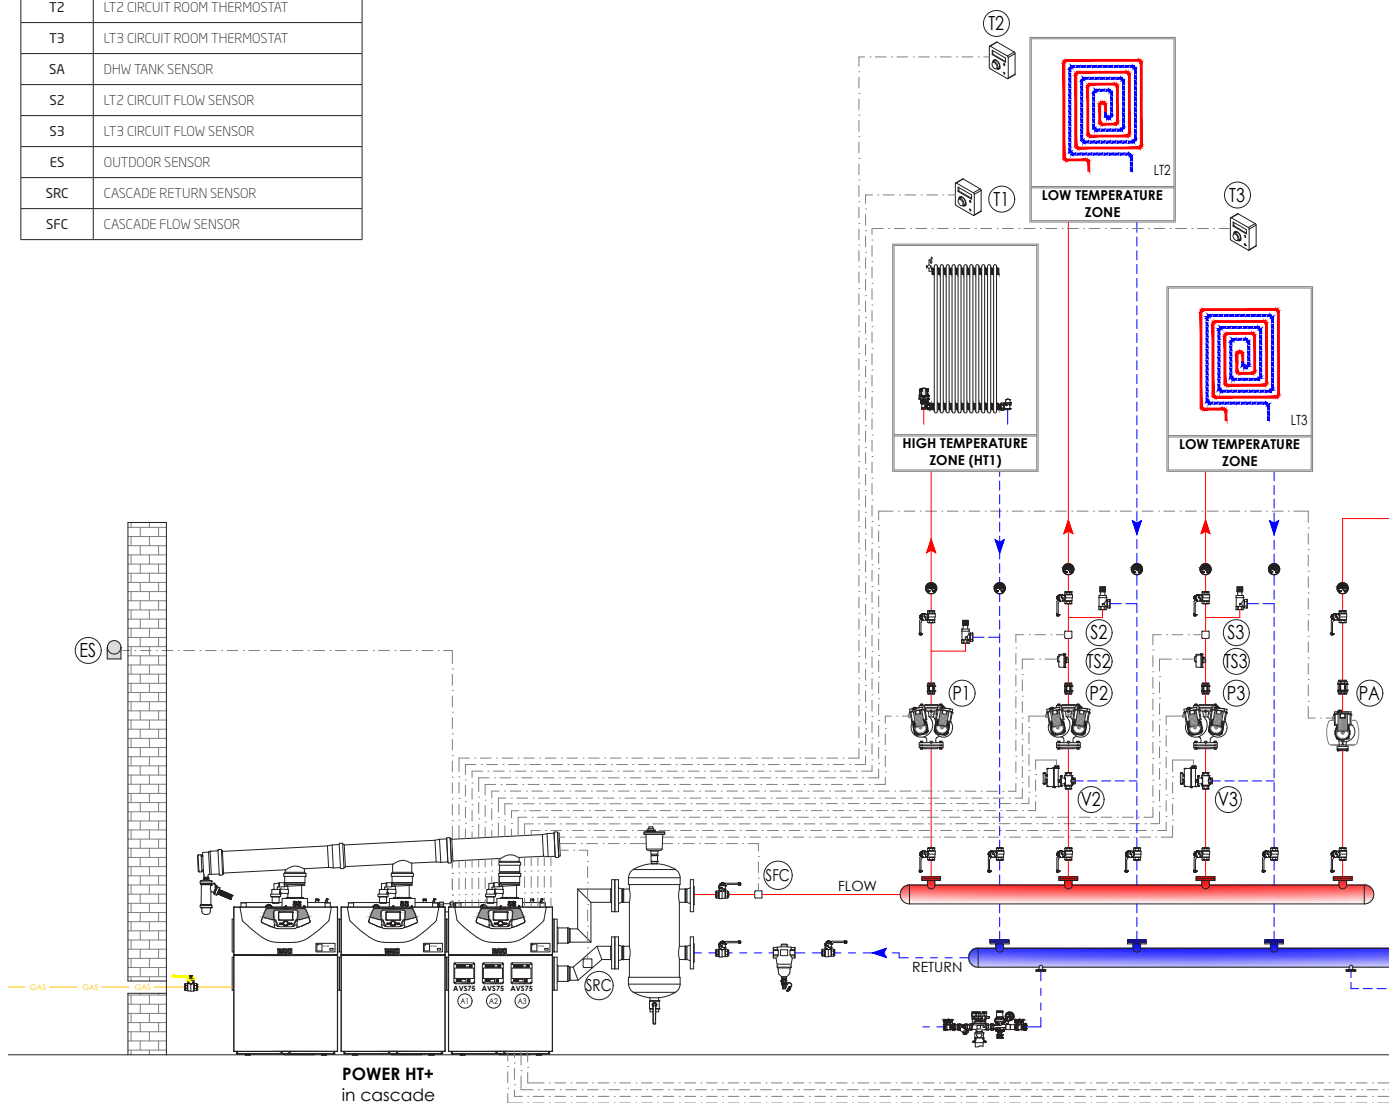 T2 LT2 CIRCUIT ROOM THERMOSTAT
T3 LT3 CIRCUIT ROOM THERMOSTAT
SA DHW TANK SENSOR
S2 LT2 CIRCUIT FLOW SENSOR
S3 LT3 CIRCUIT FLOW SENSOR
ES OUTDOOR SENSOR
SRC CASCADE RETURN SENSOR
SFC CASCADE FLOW SENSOR
T2
LT2
LOW TEMPERATURE
ZONE
T1
T3
HIGH TEMPERATURE
ZONE (HT1)
LT3
LOW TEMPERATURE
ZONE
ES
S2
S3
TS2
TS3
P1
P2
P3
PA
V2
V3
SFC
FLOW
RETURN
SRC
GAS GAS GAS
AVS75 AVS75 AVS75
A1 A2 A3
POWER HT+
in cascade